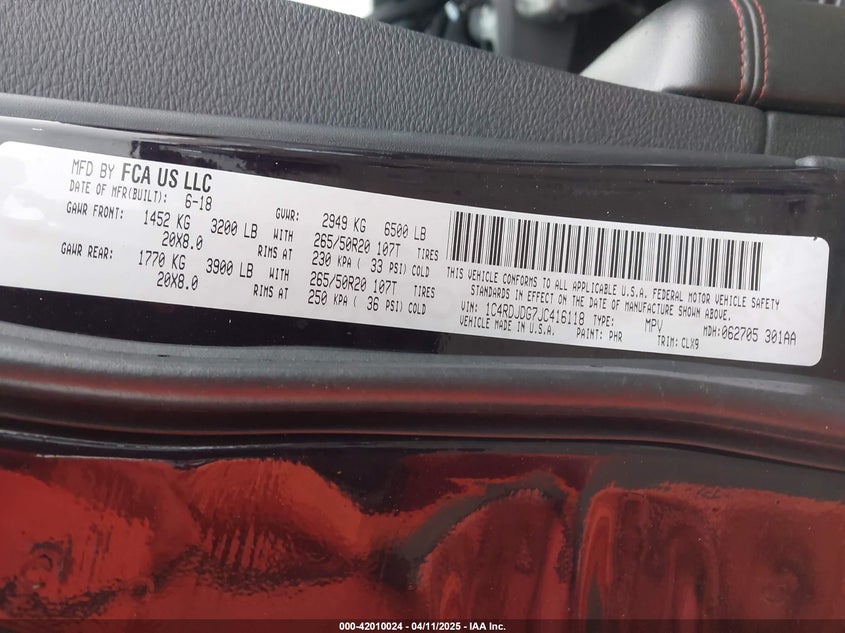 MFD BY FCA US LLC
DATE OF MFR(BUILT): 6-18
GVWR: 2949 KG 6500 LB
GAWR FRONT: 1452 KG 3200 LB WITH 265/50R20 107T TIRES
20X8.0 RIMS AT 230 KPA ( 33 PSI) COLD
GAWR REAR: 1770 KG 3900 LB WITH 265/50R20 107T TIRES
20X8.0 RIMS AT 250 KPA ( 36 PSI) COLD
THIS VEHICLE CONFORMS TO ALL APPLICABLE U.S.A. FEDERAL MOTOR VEHICLE SAFETY
STANDARDS IN EFFECT ON THE DATE OF MANUFACTURE SHOWN ABOVE.
VIN: 1C4RDJDG7JC416118 TYPE: MPV MDH:062705 301AA
VEHICLE MADE IN U.S.A. PAINT: PHR TRIM:CLX9
000-42010024 - 04/11/2025 - IAA Inc.